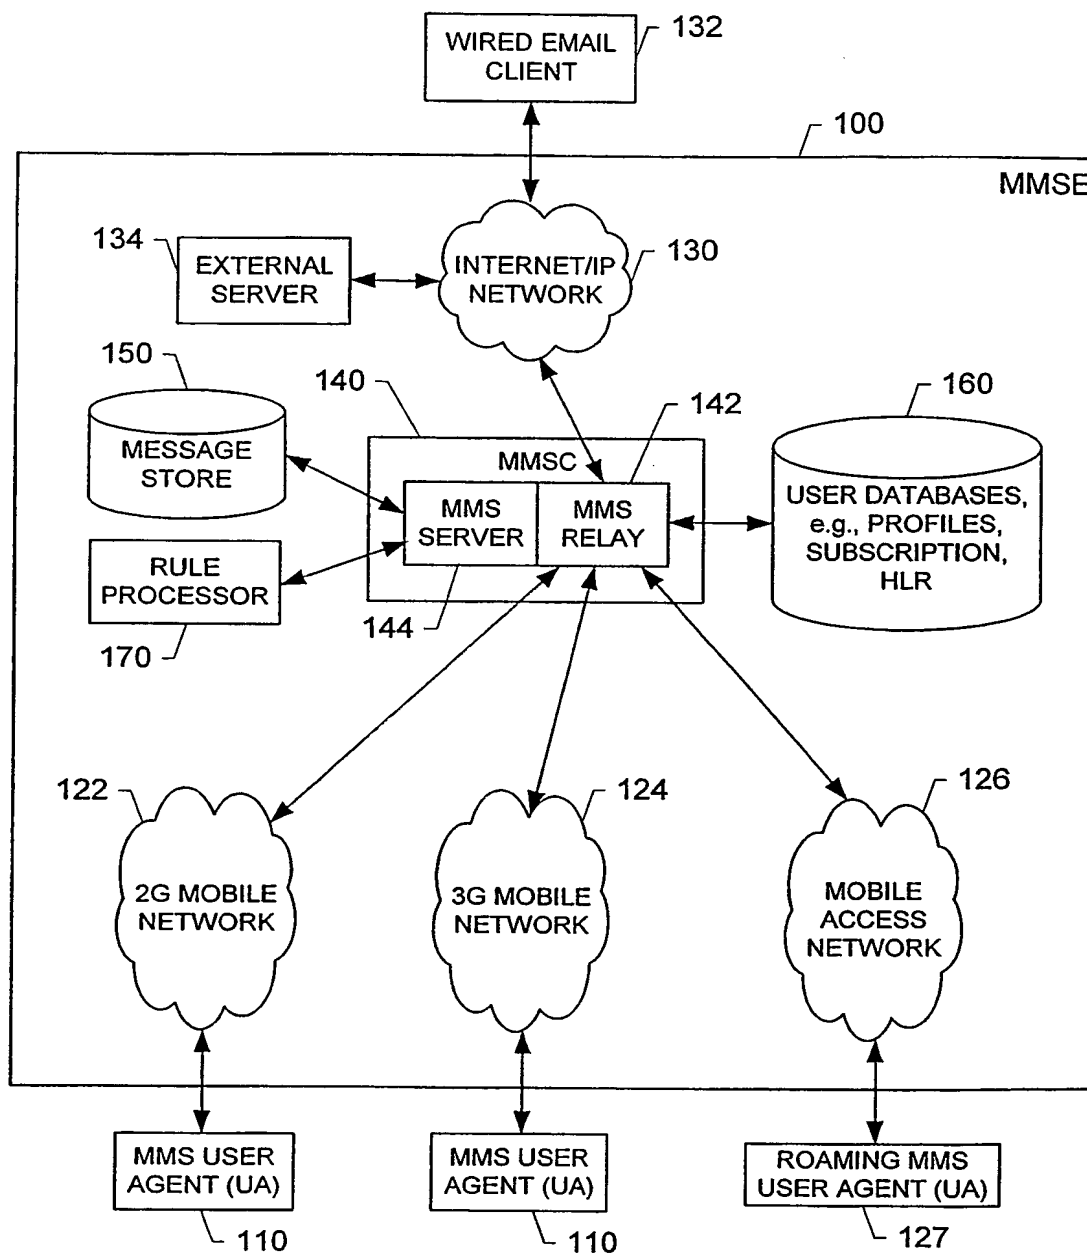 WIRED EMAIL
CLIENT
132
100
MMSE
134
EXTERNAL
SERVER
INTERNET/IP
NETWORK
130
150
MESSAGE
STORE
140
142
MMSC
MMS
SERVER
MMS
RELAY
160
USER DATABASES,
e.g., PROFILES,
SUBSCRIPTION,
HLR
RULE
PROCESSOR
144
170
122
2G MOBILE
NETWORK
124
3G MOBILE
NETWORK
126
MOBILE
ACCESS
NETWORK
MMS USER
AGENT (UA)
110
MMS USER
AGENT (UA)
110
ROAMING MMS
USER AGENT (UA)
127